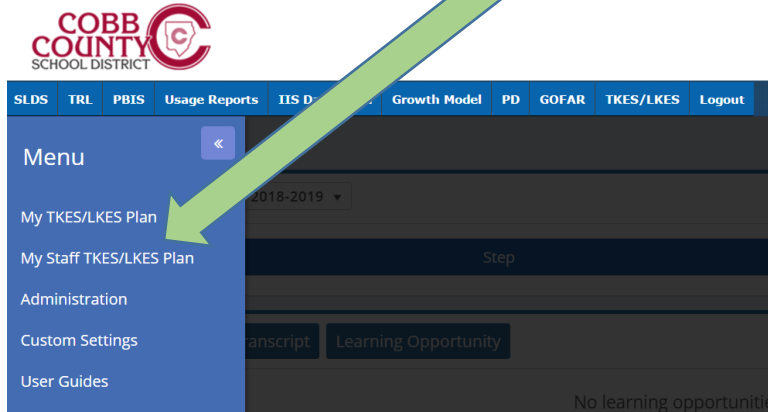 COBB
COUNTY
SCHOOL DISTRICT
C
SLDS TRL PBIS Usage Reports IIS Growth Model PD GOFAR TKES/LKES Logout
Menu «
2018-2019
My TKES/LKES Plan
My Staff TKES/LKES Plan
Step
Administration
Custom Settings
Learning Opportunity
User Guides
No learning